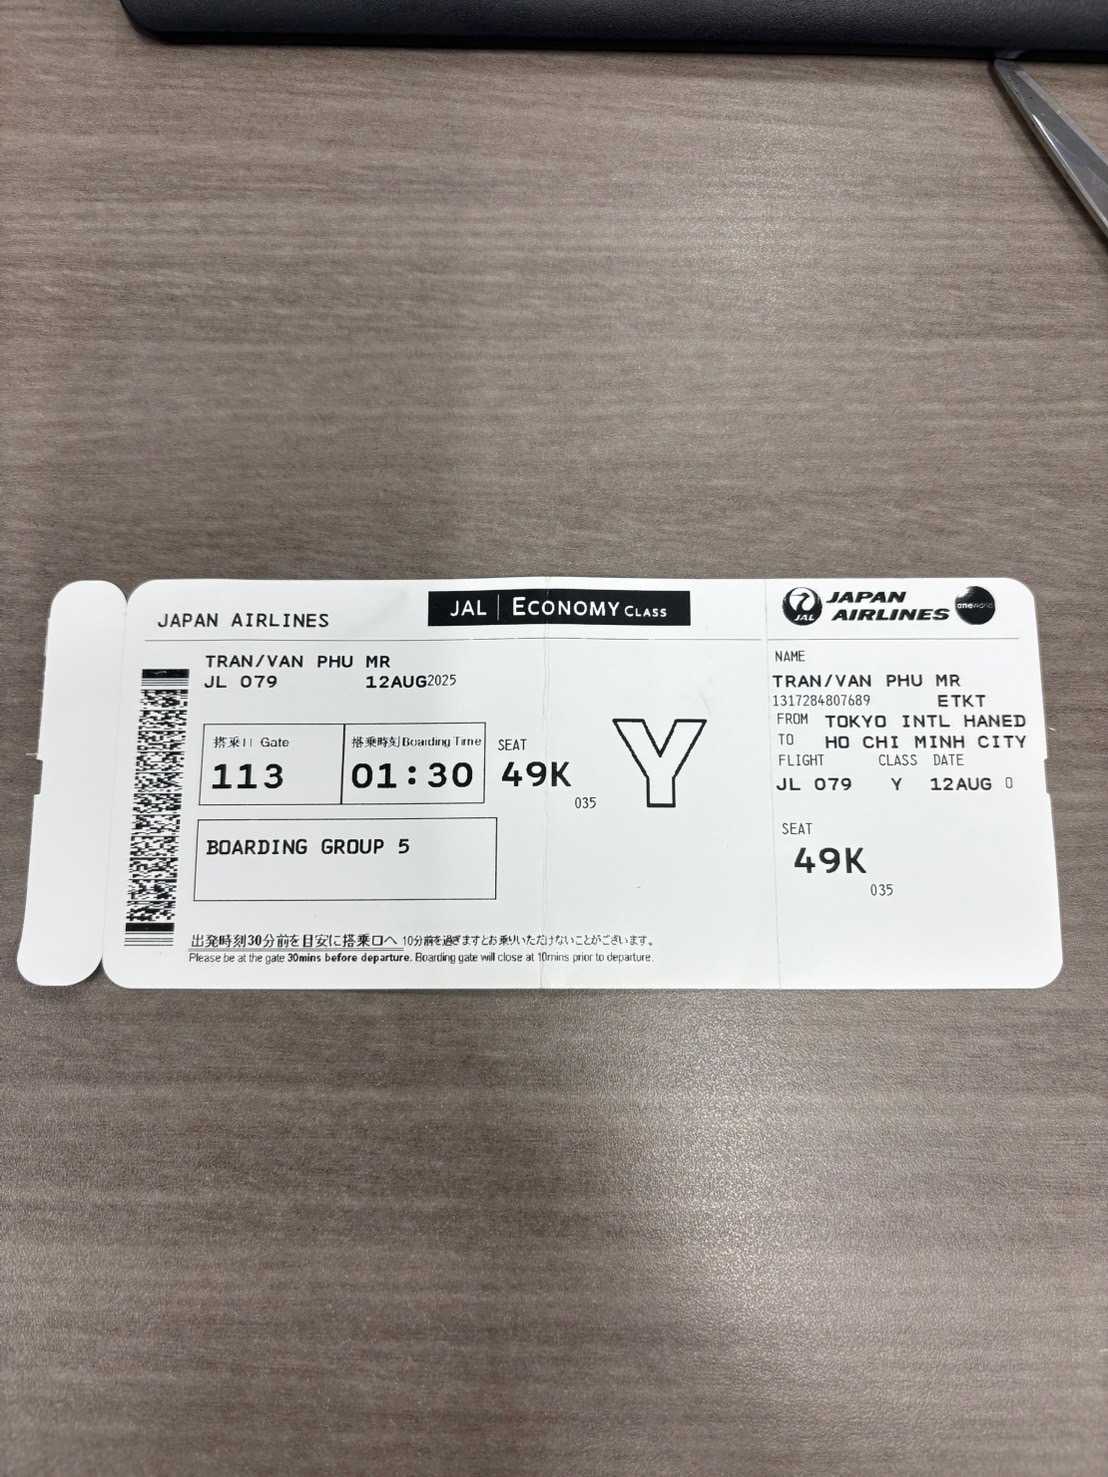 JAPAN AIRLINES
JAL ECONOMY CLASS
TRAN/VAN PHU MR
JL 079 12AUG2025
搭乗口 Gate
113
搭乗時刻 Boarding Time
01:30
SEAT
49K
035
Y
BOARDING GROUP 5
出発時刻30分前を目安に搭乗口へ 10分前を過ぎますとお乗りいただけないことがございます。
Please be at the gate 30mins before departure. Boarding gate will close at 10mins prior to departure.
JAL
JAPAN
AIRLINES
oneworld
NAME
TRAN/VAN PHU MR
1317284807689 ETKT
FROM TOKYO INTL HANED
TO HO CHI MINH CITY
FLIGHT CLASS DATE
JL 079 Y 12AUG 0
SEAT
49K
035